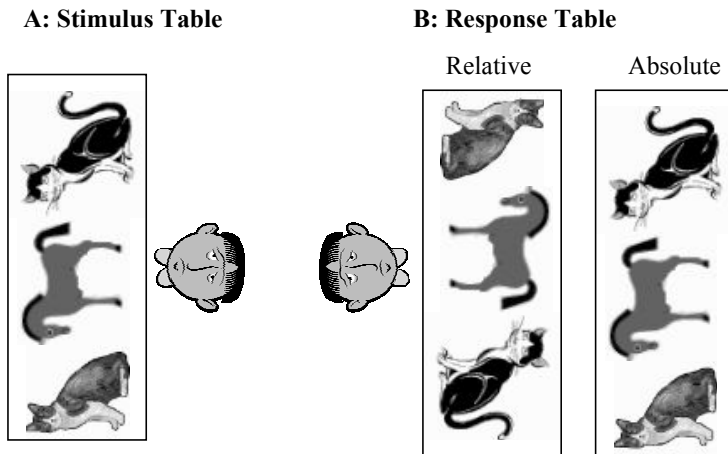 A: Stimulus Table
B: Response Table
Relative
Absolute